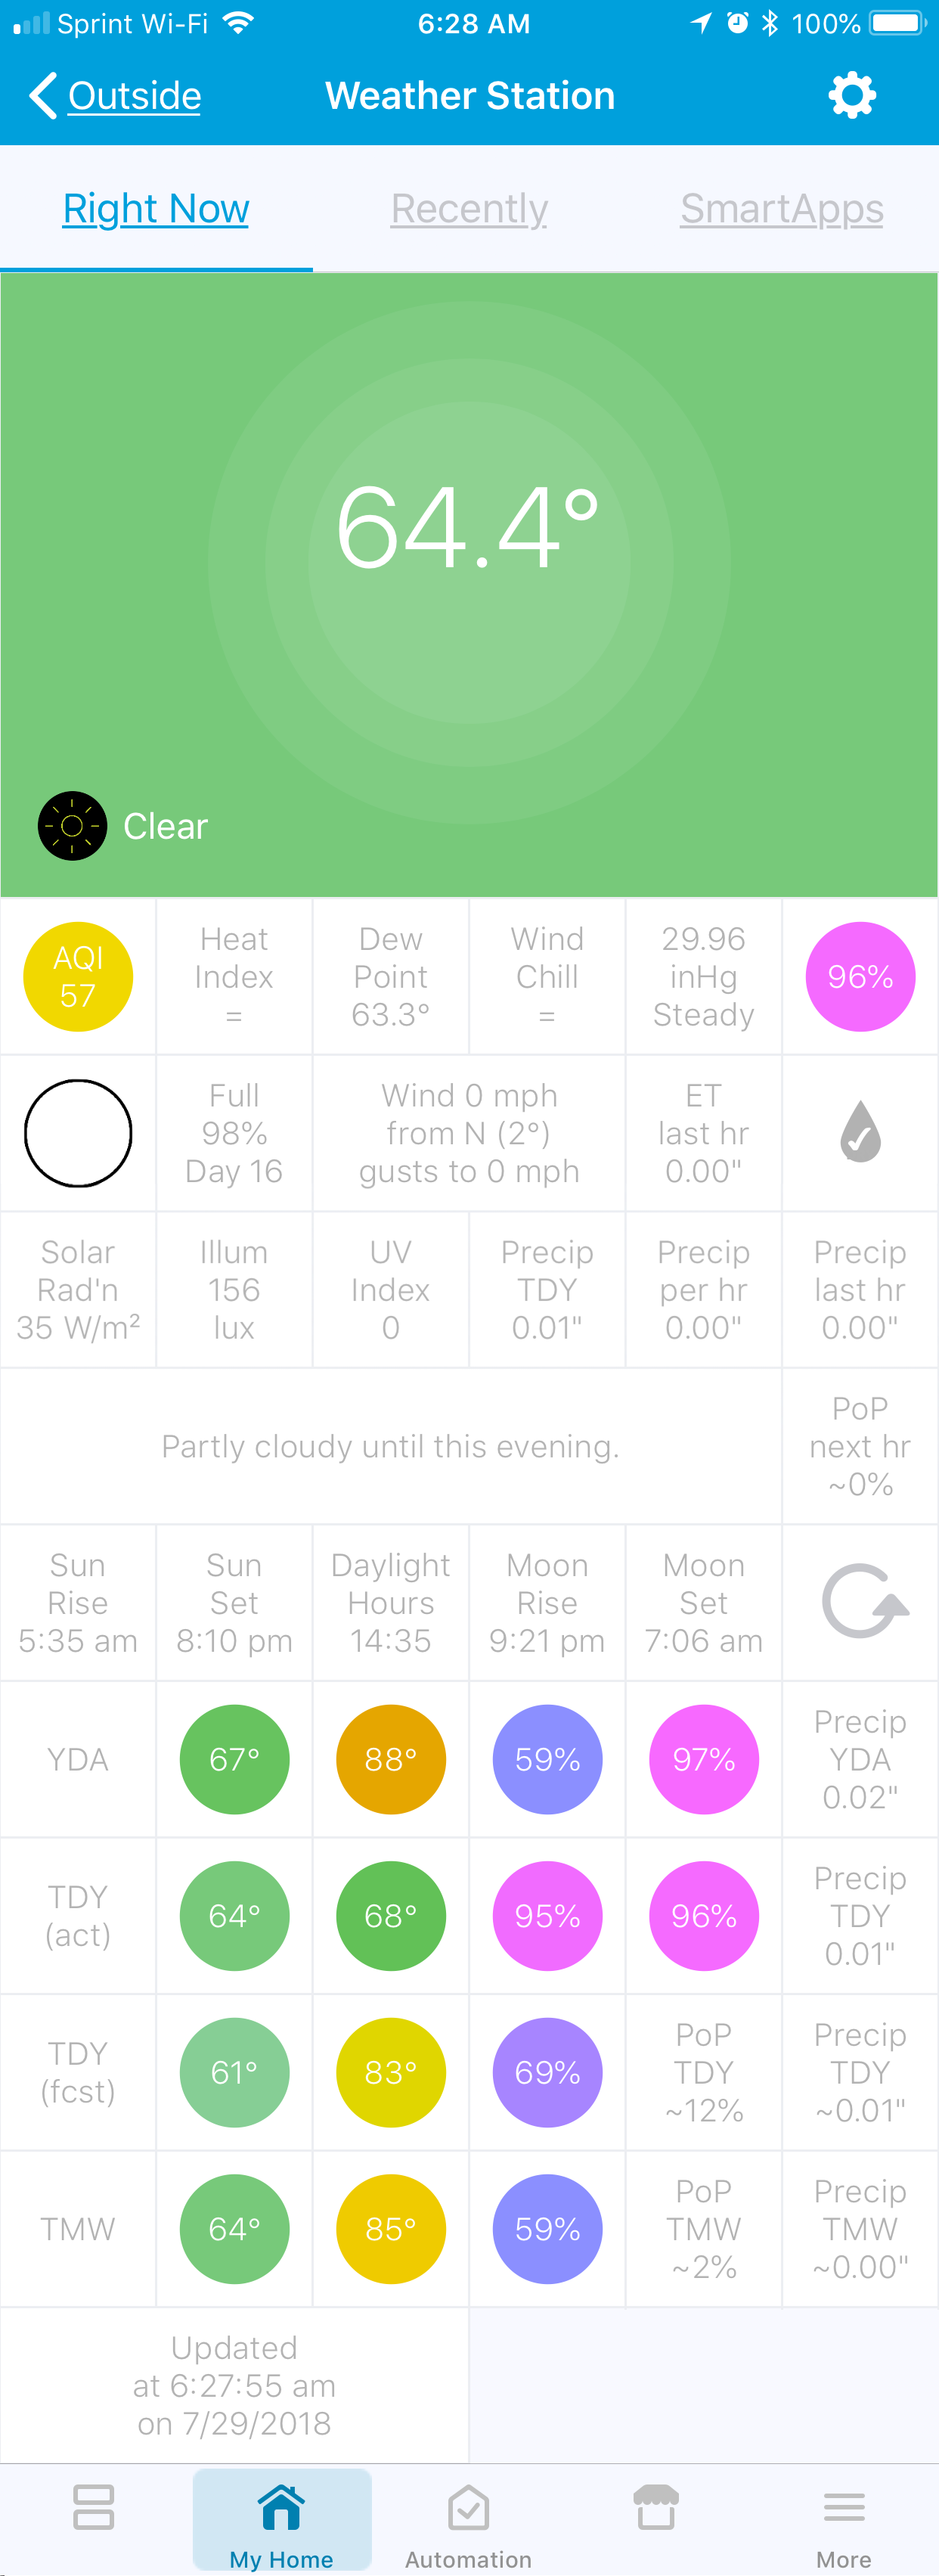 Sprint Wi-Fi 6:28 AM 100%
Outside Weather Station
Right Now Recently SmartApps
64.4°
Clear
AQI
57
Heat
Index
=
Dew
Point
63.3°
Wind
Chill
=
29.96
inHg
Steady
96%
Full
98%
Day 16
Wind 0 mph
from N (2°)
gusts to 0 mph
ET
last hr
0.00"
Solar
Rad'n
35 W/m²
Illum
156
lux
UV
Index
0
Precip
TDY
0.01"
Precip
per hr
0.00"
Precip
last hr
0.00"
Partly cloudy until this evening.
PoP
next hr
~0%
Sun
Rise
5:35 am
Sun
Set
8:10 pm
Daylight
Hours
14:35
Moon
Rise
9:21 pm
Moon
Set
7:06 am
YDA
67°
88°
59%
97%
Precip
YDA
0.02"
TDY
(act)
64°
68°
95%
96%
Precip
TDY
0.01"
TDY
(fcst)
61°
83°
69%
PoP
TDY
~12%
Precip
TDY
~0.01"
TMW
64°
85°
59%
PoP
TMW
~2%
Precip
TMW
~0.00"
Updated
at 6:27:55 am
on 7/29/2018
My Home Automation More